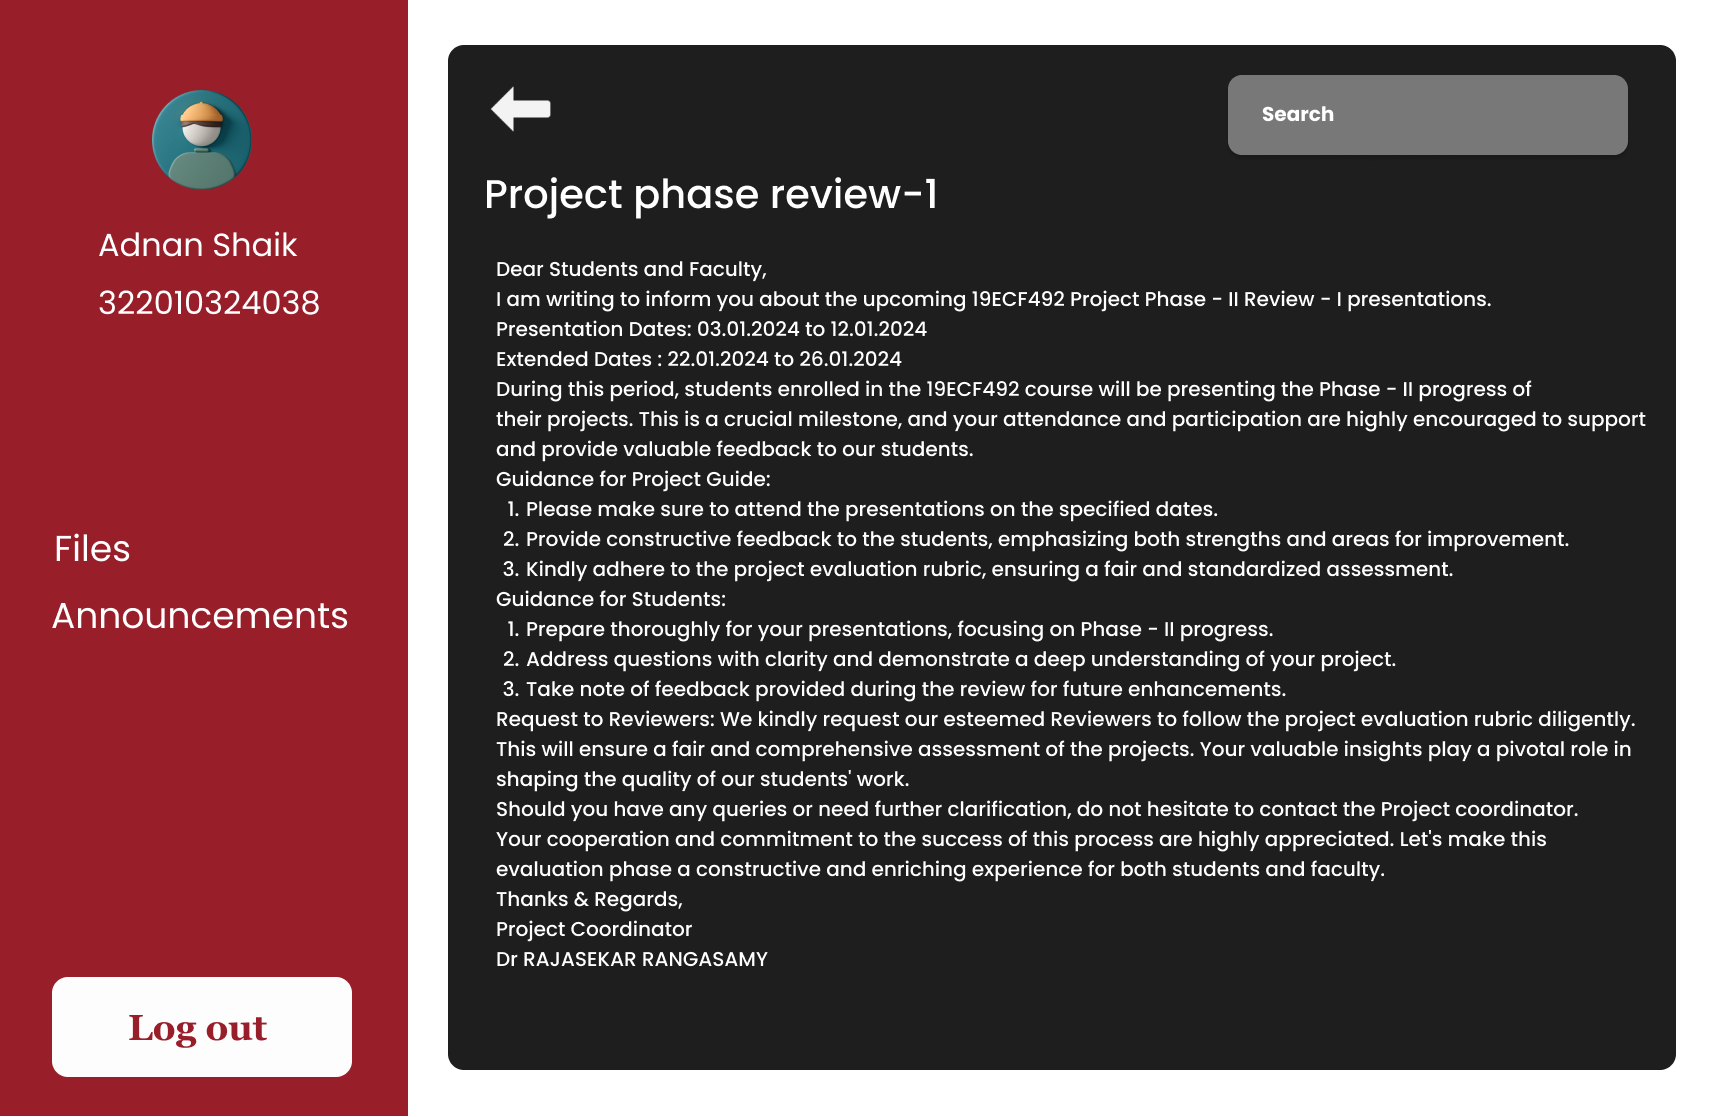 Adnan Shaik
322010324038
Files
Announcements
Log out
Search
Project phase review-1
Dear Students and Faculty,
I am writing to inform you about the upcoming 19ECF492 Project Phase - II Review - I presentations.
Presentation Dates: 03.01.2024 to 12.01.2024
Extended Dates : 22.01.2024 to 26.01.2024
During this period, students enrolled in the 19ECF492 course will be presenting the Phase - II progress of
their projects. This is a crucial milestone, and your attendance and participation are highly encouraged to support
and provide valuable feedback to our students.
Guidance for Project Guide:
1. Please make sure to attend the presentations on the specified dates.
2. Provide constructive feedback to the students, emphasizing both strengths and areas for improvement.
3. Kindly adhere to the project evaluation rubric, ensuring a fair and standardized assessment.
Guidance for Students:
1. Prepare thoroughly for your presentations, focusing on Phase - II progress.
2. Address questions with clarity and demonstrate a deep understanding of your project.
3. Take note of feedback provided during the review for future enhancements.
Request to Reviewers: We kindly request our esteemed Reviewers to follow the project evaluation rubric diligently.
This will ensure a fair and comprehensive assessment of the projects. Your valuable insights play a pivotal role in
shaping the quality of our students' work.
Should you have any queries or need further clarification, do not hesitate to contact the Project coordinator.
Your cooperation and commitment to the success of this process are highly appreciated. Let's make this
evaluation phase a constructive and enriching experience for both students and faculty.
Thanks & Regards,
Project Coordinator
Dr RAJASEKAR RANGASAMY